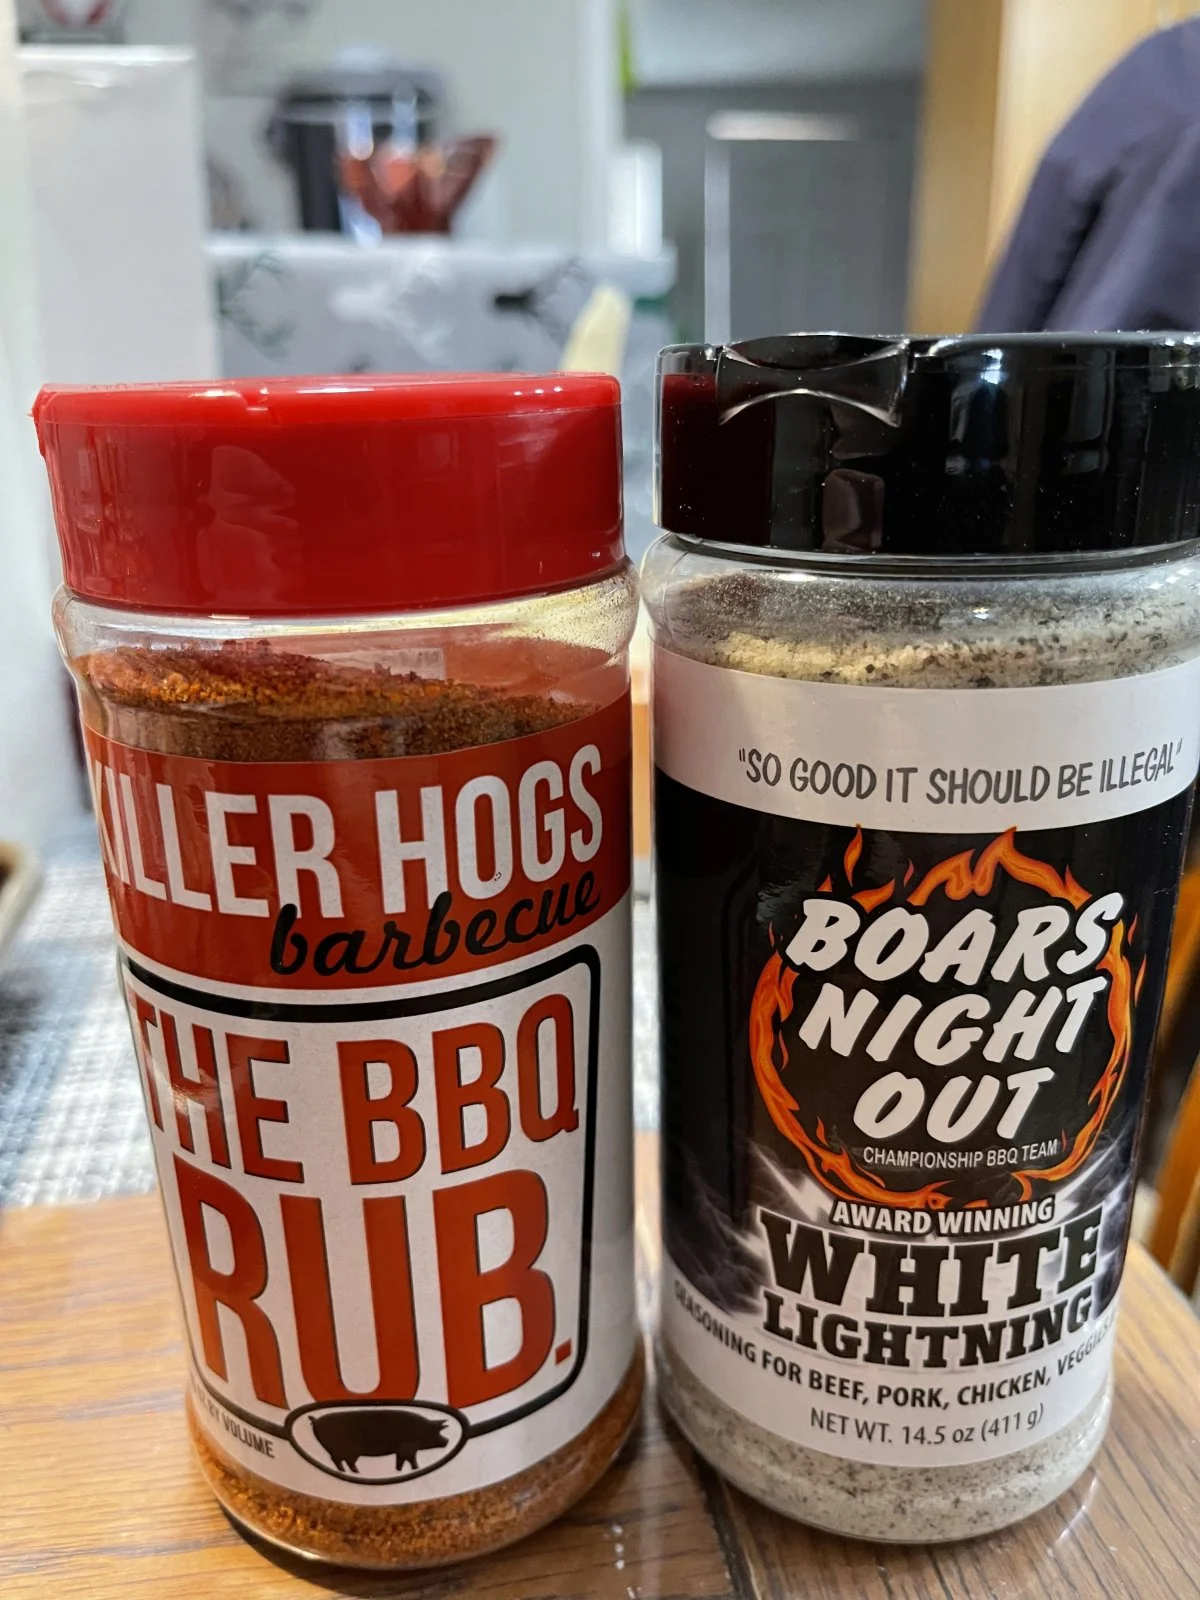 KILLER HOGS
barbecue
THE BBQ
RUB.
BY VOLUME
"SO GOOD IT SHOULD BE ILLEGAL"
BOARS
NIGHT
OUT
CHAMPIONSHIP BBQ TEAM
AWARD WINNING
WHITE
LIGHTNING
SEASONING FOR BEEF, PORK, CHICKEN, VEGGIES
NET WT. 14.5 oz (411 g)